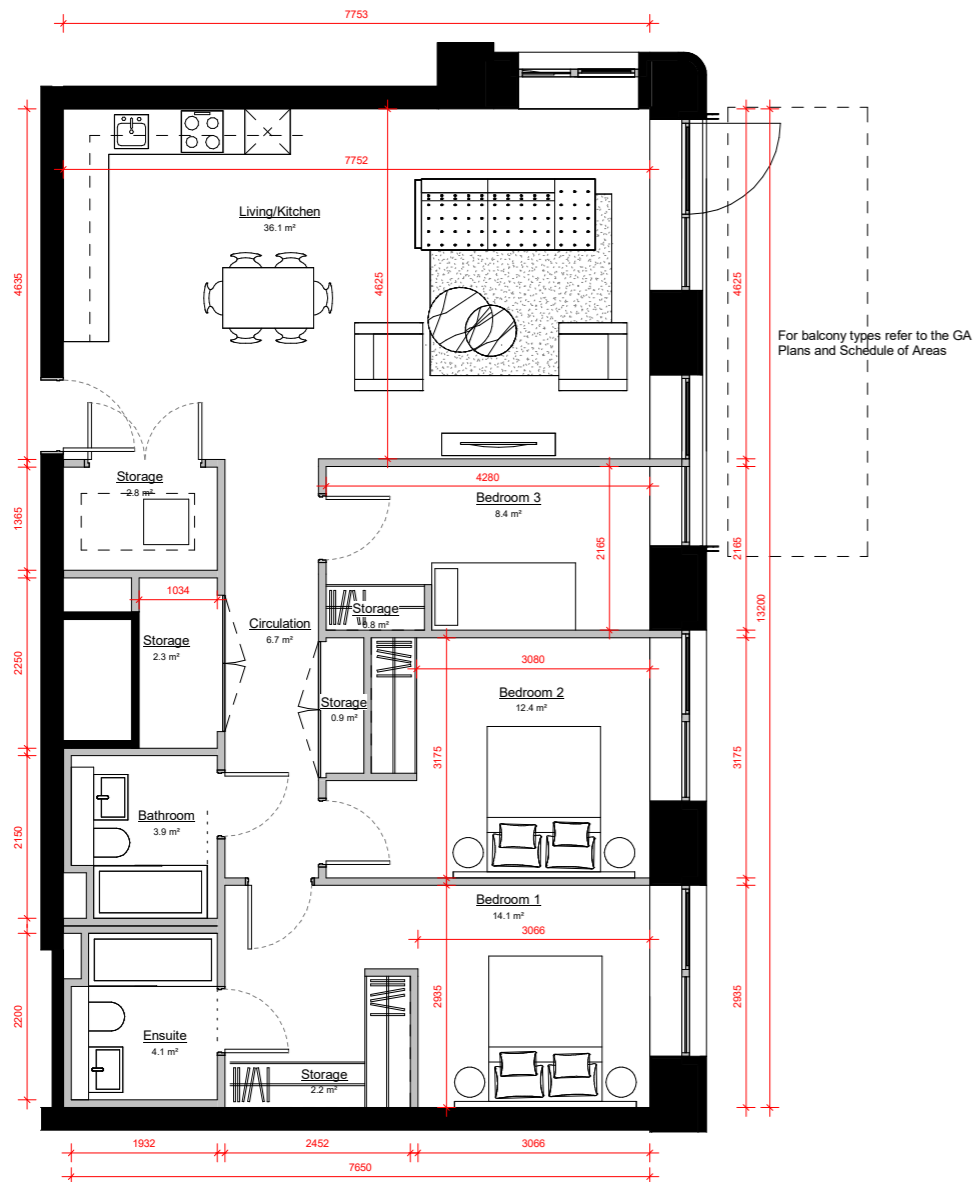 7753
7752
Living/Kitchen
36.1 m²
4635
4625
4625
For balcony types refer to the GA
Plans and Schedule of Areas
Storage
2.8 m²
1365
4280
Bedroom 3
8.4 m²
2165
2165
13200
1034
Storage
2.3 m²
2250
Circulation
6.7 m²
Storage
0.8 m²
Storage
0.9 m²
3080
Bedroom 2
12.4 m²
3175
3175
Bathroom
3.9 m²
2150
Bedroom 1
14.1 m²
3066
2935
2935
Ensuite
4.1 m²
2200
Storage
2.2 m²
1932
2452
3066
7650